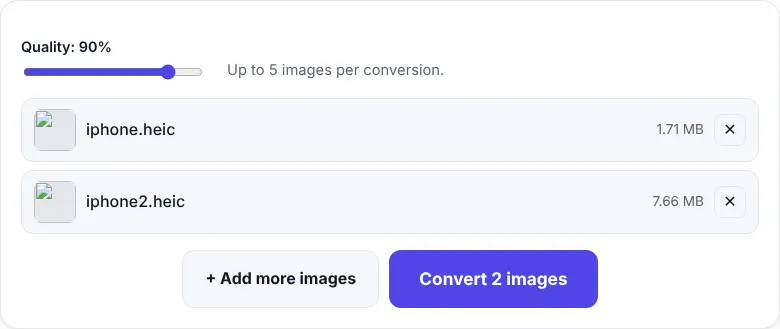 Quality: 90%
Up to 5 images per conversion.
iphone.heic 1.71 MB ✕
iphone2.heic 7.66 MB ✕
+ Add more images Convert 2 images